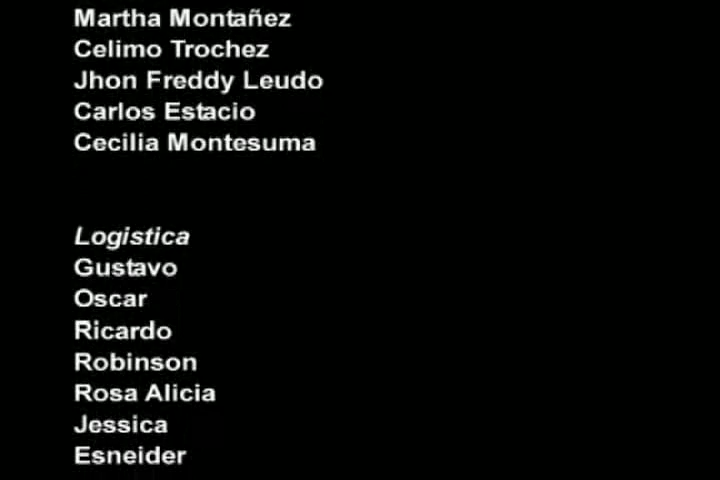 Martha Montañez
Celimo Trochez
Jhon Freddy Leudo
Carlos Estacio
Cecilia Montesuma
Logistica
Gustavo
Oscar
Ricardo
Robinson
Rosa Alicia
Jessica
Esneider